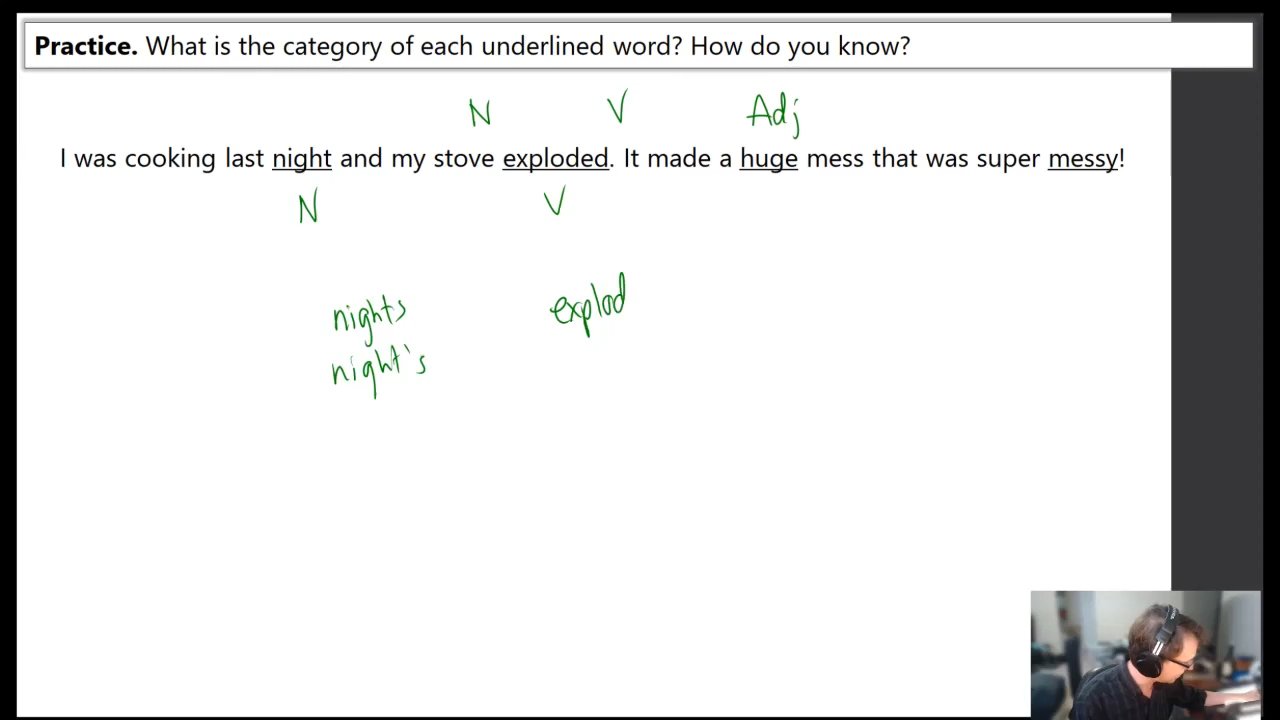 Practice. What is the category of each underlined word? How do you know?
N V Adj
I was cooking last night and my stove exploded. It made a huge mess that was super messy!
N V
nights explod
night's